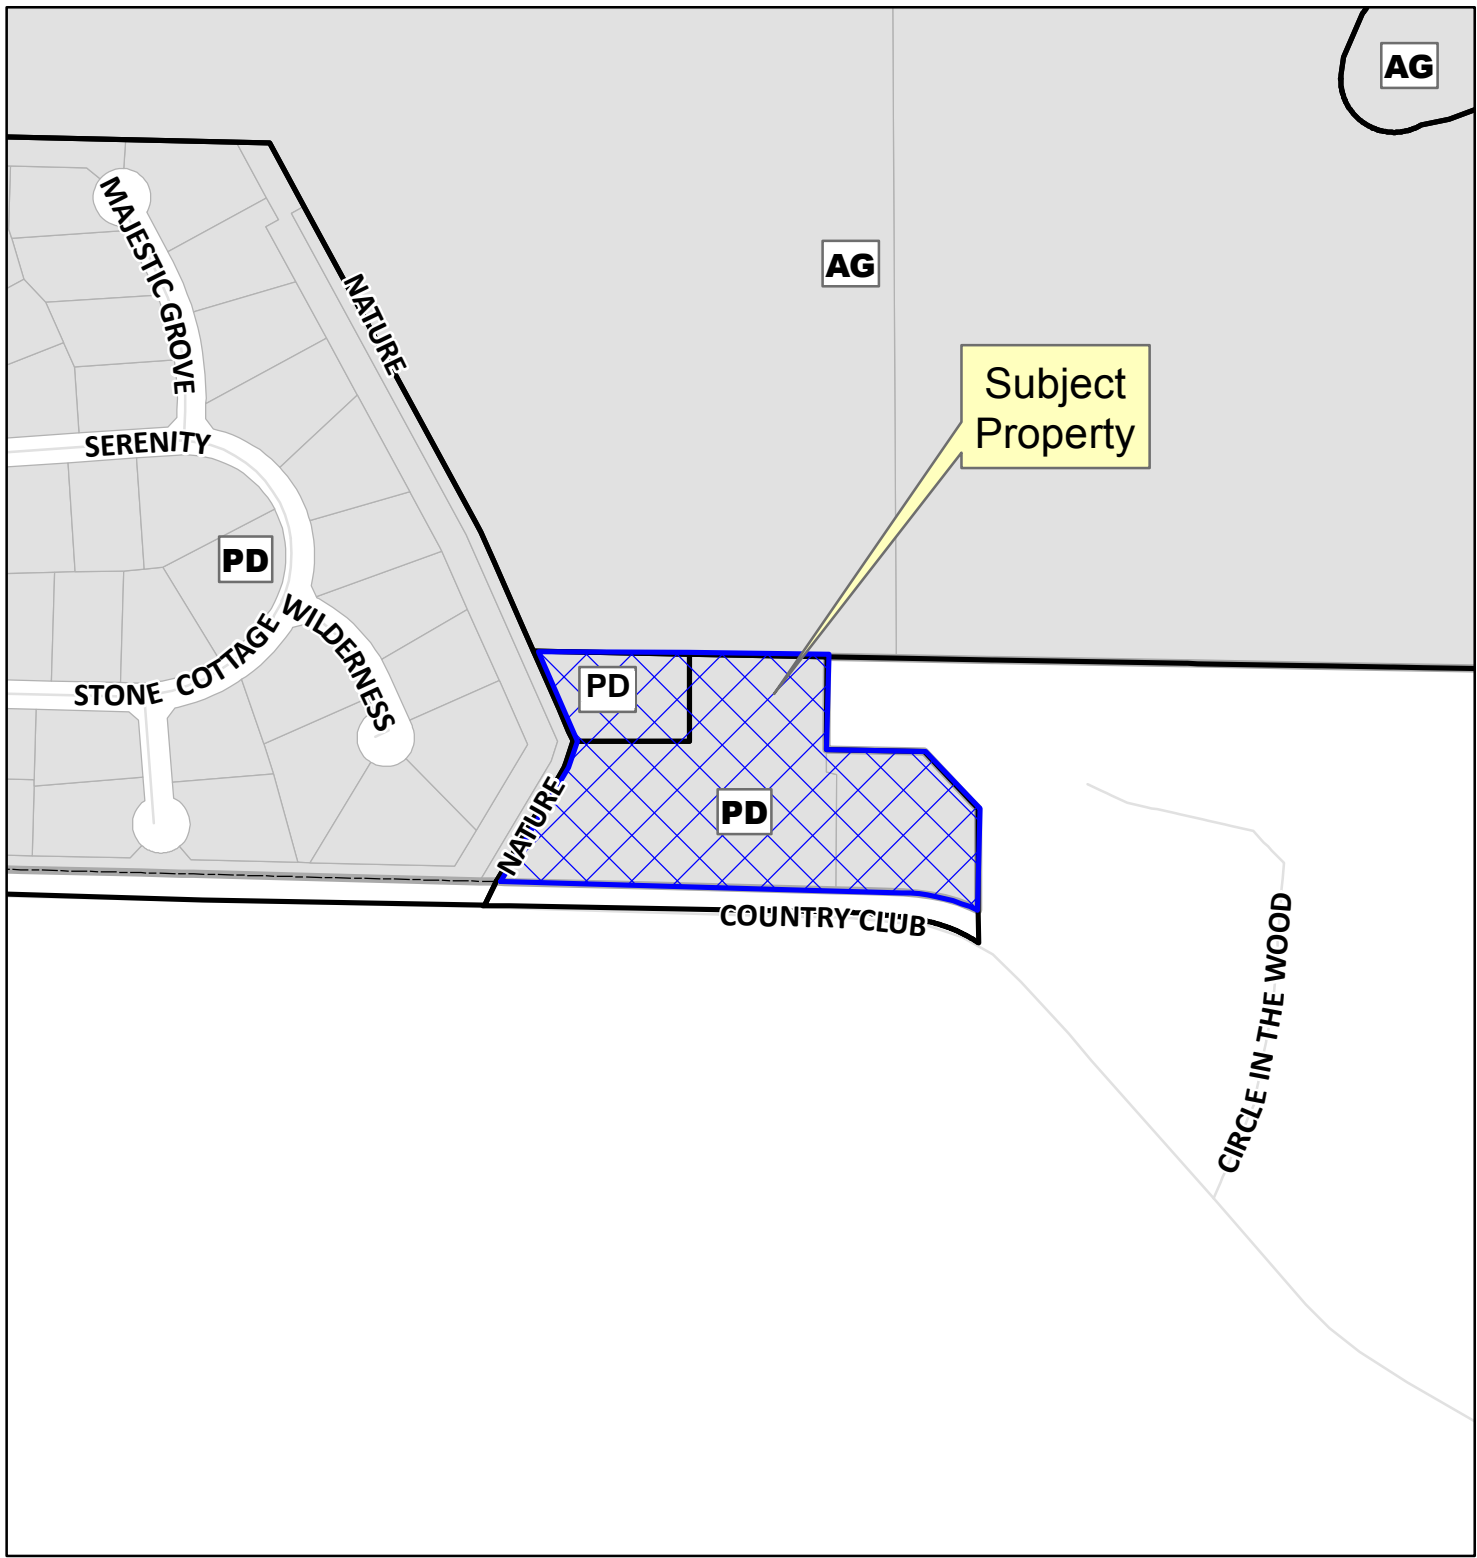 AG
MAJESTIC GROVE
NATURE
AG
Subject
Property
SERENITY
PD
WILDERNESS
STONE COTTAGE
PD
NATURE
PD
COUNTRY CLUB
CIRCLE IN THE WOOD